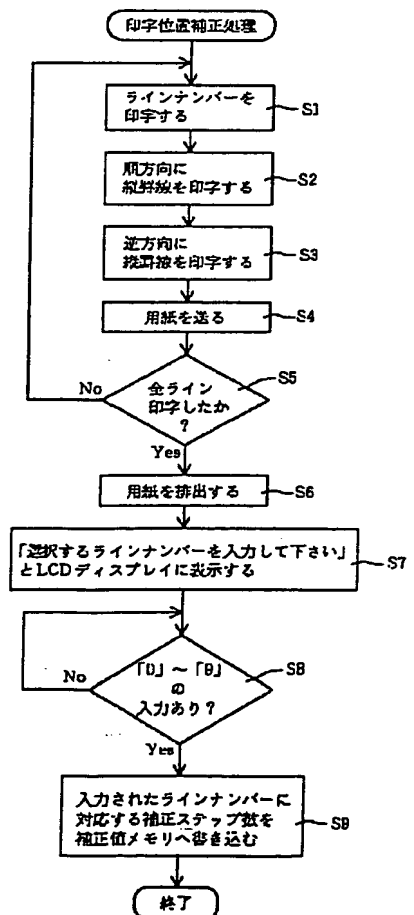 印字位置補正処理
ラインナンバーを
印字する
S1
順方向に
縦罫線を印字する
S2
逆方向に
縦罫線を印字する
S3
用紙を送る
S4
全ライン
印字したか
?
S5
No
Yes
用紙を排出する
S6
「選択するラインナンバーを入力して下さい」
とLCDディスプレイに表示する
S7
「0」~「9」
の
入力あり?
S8
No
Yes
入力されたラインナンバーに
対応する補正ステップ数を
補正値メモリへ書き込む
S9
終了